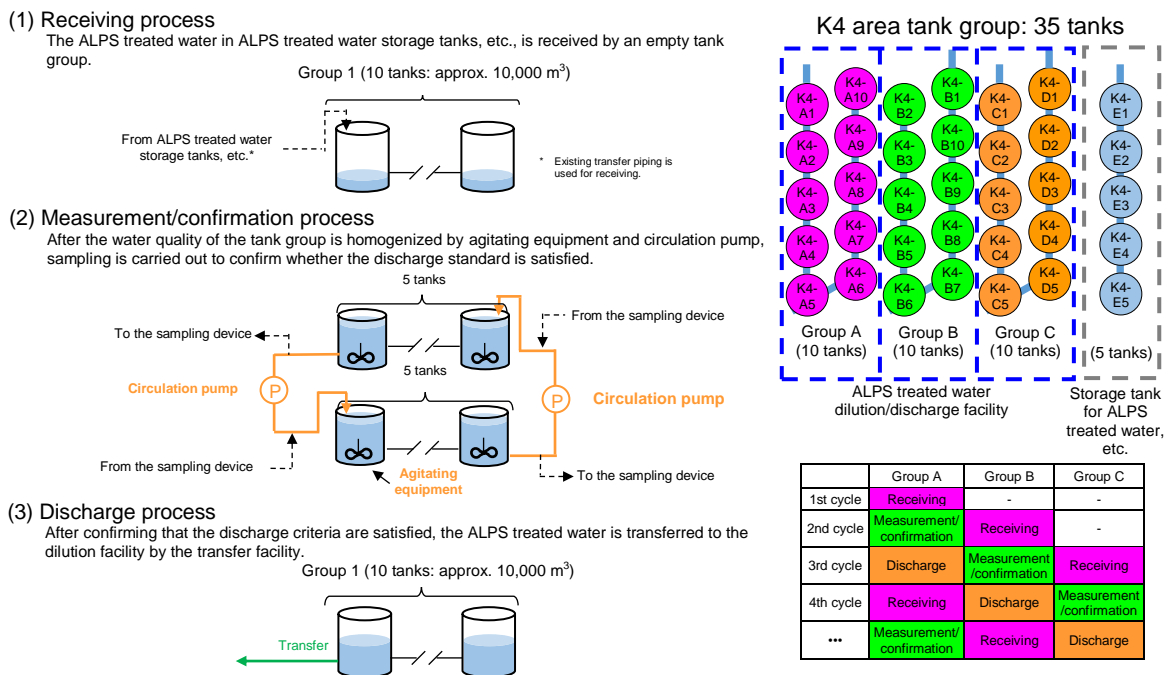 (1) Receiving process
The ALPS treated water in ALPS treated water storage tanks, etc., is received by an empty tank
group.
Group 1 (10 tanks: approx. 10,000 m³)
From ALPS treated water
storage tanks, etc.*
* Existing transfer piping is
used for receiving.
(2) Measurement/confirmation process
After the water quality of the tank group is homogenized by agitating equipment and circulation pump,
sampling is carried out to confirm whether the discharge standard is satisfied.
5 tanks
To the sampling device
From the sampling device
5 tanks
Circulation pump
P
P
Circulation pump
From the sampling device
To the sampling device
Agitating
equipment
(3) Discharge process
After confirming that the discharge criteria are satisfied, the ALPS treated water is transferred to the
dilution facility by the transfer facility.
Group 1 (10 tanks: approx. 10,000 m³)
Transfer
K4 area tank group: 35 tanks
K4-
A1
K4-
A2
K4-
A3
K4-
A4
K4-
A5
K4-
A10
K4-
A9
K4-
A8
K4-
A7
K4-
A6
K4-
B2
K4-
B3
K4-
B4
K4-
B5
K4-
B6
K4-
B1
K4-
B10
K4-
B9
K4-
B8
K4-
B7
K4-
C1
K4-
C2
K4-
C3
K4-
C4
K4-
C5
K4-
D1
K4-
D2
K4-
D3
K4-
D4
K4-
D5
K4-
E1
K4-
E2
K4-
E3
K4-
E4
K4-
E5
Group A
(10 tanks)
Group B
(10 tanks)
Group C
(10 tanks)
(5 tanks)
ALPS treated water
dilution/discharge facility
Storage tank
for ALPS
treated water,
etc.
Group A Group B Group C
1st cycle Receiving - -
2nd cycle Measurement/
confirmation Receiving -
3rd cycle Discharge Measurement
/confirmation Receiving
4th cycle Receiving Discharge Measurement
/confirmation
••• Measurement/
confirmation Receiving Discharge